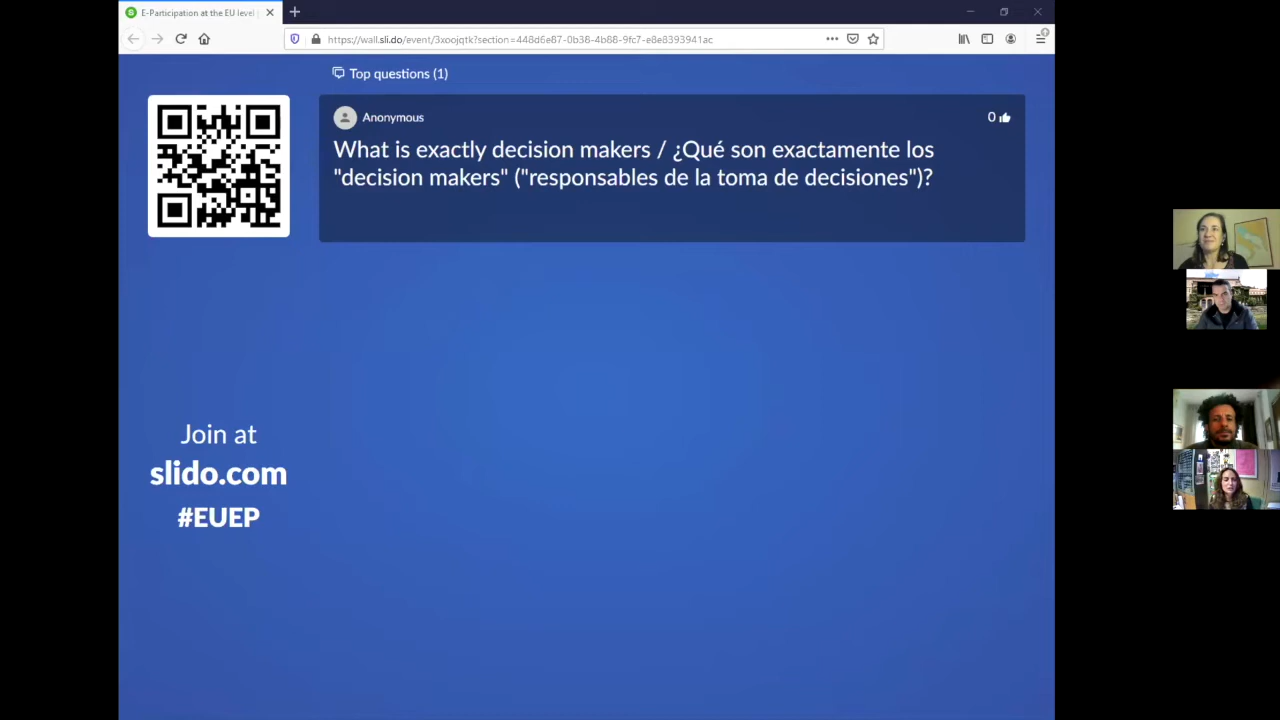 E-Participation at the EU level
https://wall.sli.do/event/3xoojqtk?section=448d6e87-0b38-4b88-9fc7-e8e8393941ac
Top questions (1)
Anonymous
0
What is exactly decision makers / ¿Qué son exactamente los
"decision makers" ("responsables de la toma de decisiones")?
Join at
slido.com
#EUEP